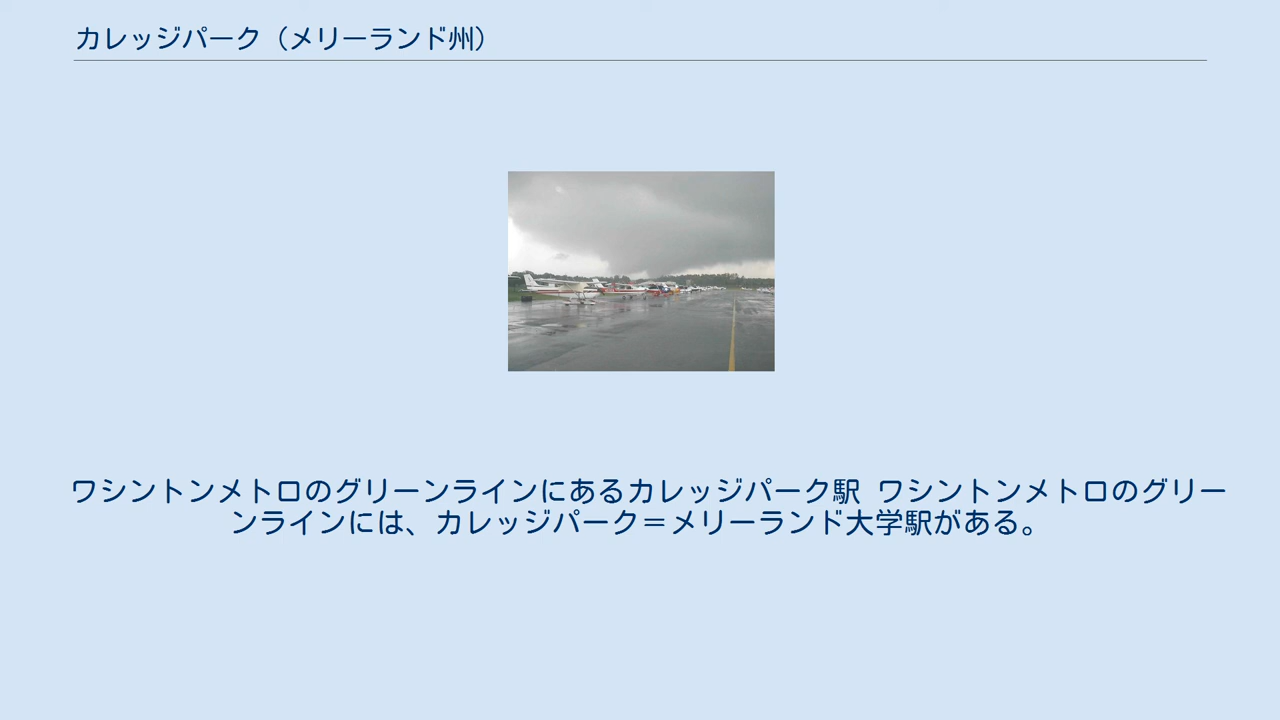 カレッジパーク（メリーランド州）
ワシントンメトロのグリーンラインにあるカレッジパーク駅 ワシントンメトロのグリー
ンラインには、カレッジパーク＝メリーランド大学駅がある。